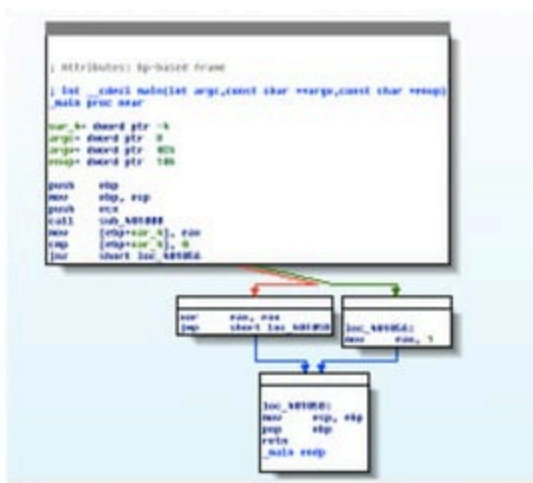 ; Attributes: bp-based frame
; int __cdecl main(int argc,const char **argv,const char *envp)
_main proc near
var_4= dword ptr -4
argc= dword ptr 8
argv= dword ptr 0Ch
envp= dword ptr 10h
push ebp
mov ebp, esp
push ecx
call
mov [ebp+var_4], eax
cmp [ebp+var_4], 0
short loc_401056
xor eax, eax
jmp short
loc_401056:
mov eax, 1
mov esp, ebp
pop ebp
retn
_main endp